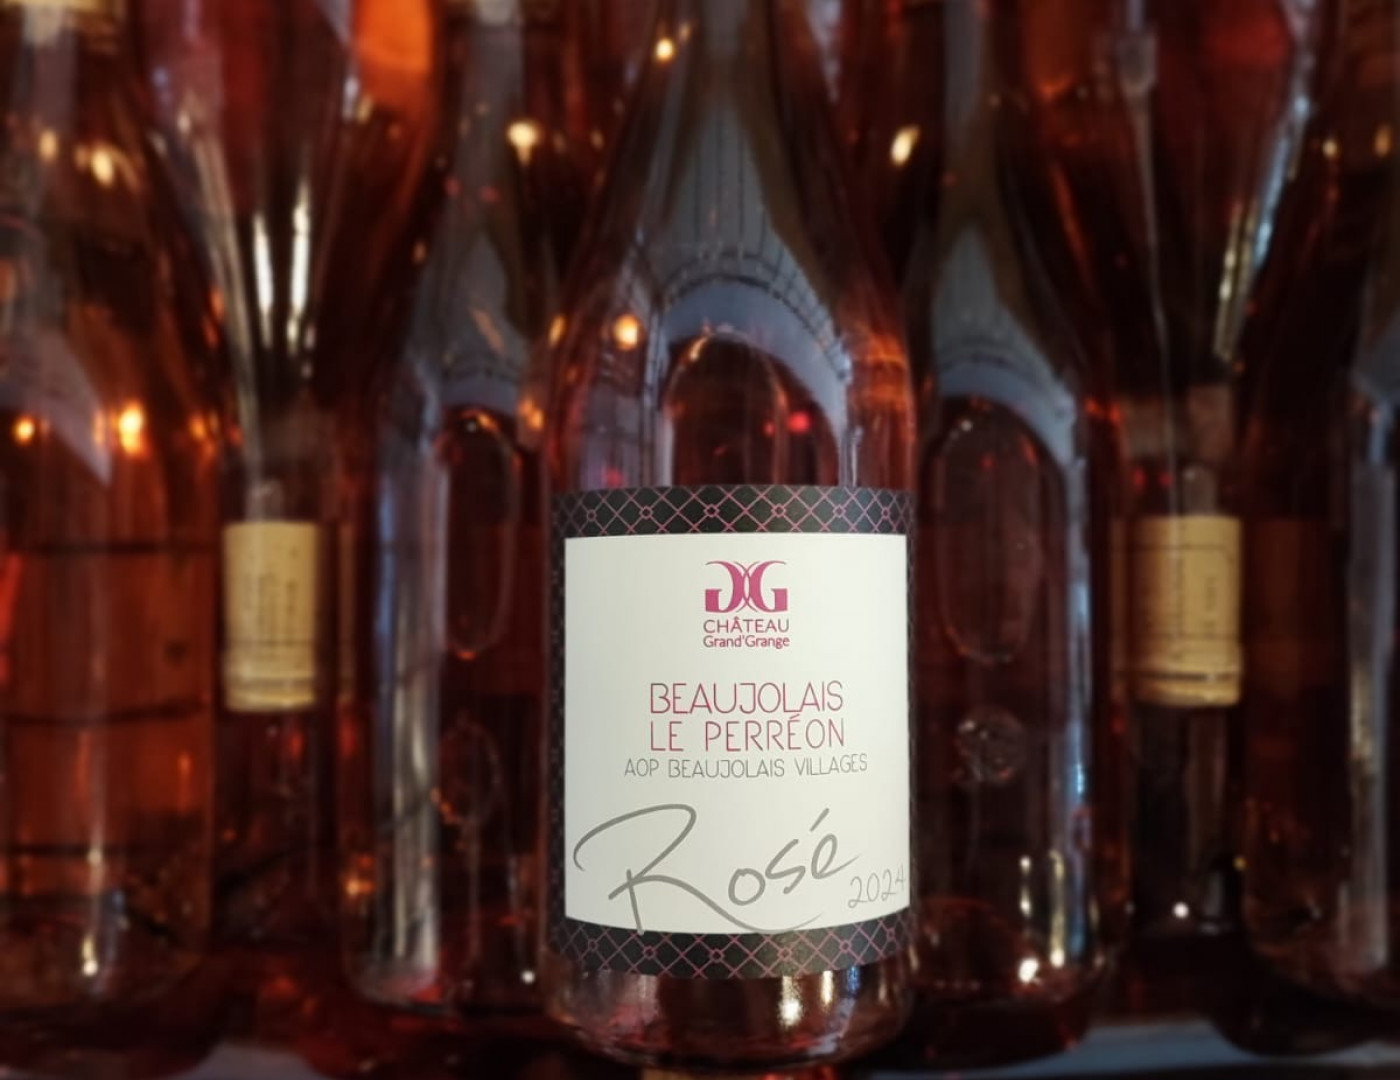 GG
CHÂTEAU
Grand'Grange
BEAUJOLAIS
LE PERRÉON
AOP BEAUJOLAIS VILLAGES
Rosé
2024